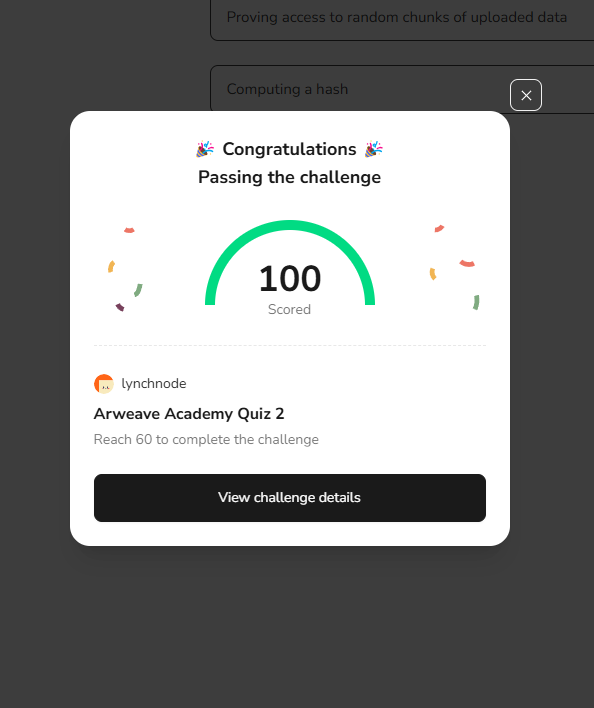 Proving access to random chunks of uploaded data
Computing a hash
🎉 Congratulations 🎉
Passing the challenge
100
Scored
lynchnode
Arweave Academy Quiz 2
Reach 60 to complete the challenge
View challenge details